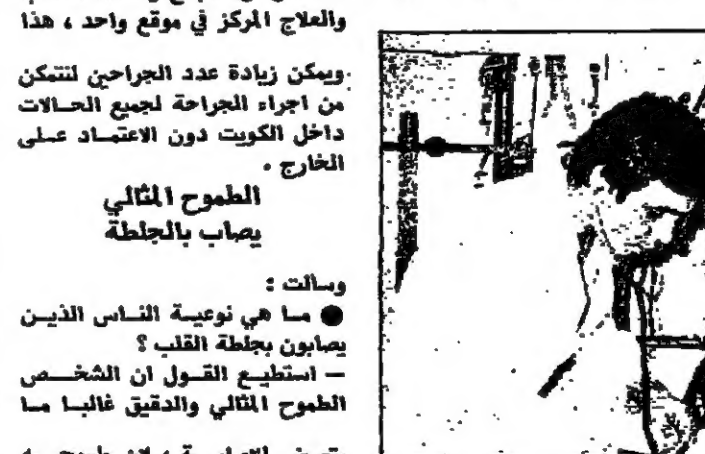 والعلاج المركز في موقع واحد ، هذا
ويمكن زيادة عدد الجراحين لنتمكن
من اجراء الجراحة لجميع الحالات
داخل الكويت دون الاعتماد على
الخارج .
الطموح المثالي
يصاب بالجلطة
وسالت :
● ما هي نوعية الناس الذين
يصابون بجلطة القلب ؟
— استطيع القول ان الشخص
الطموح المثالي والدقيق غالبا ما